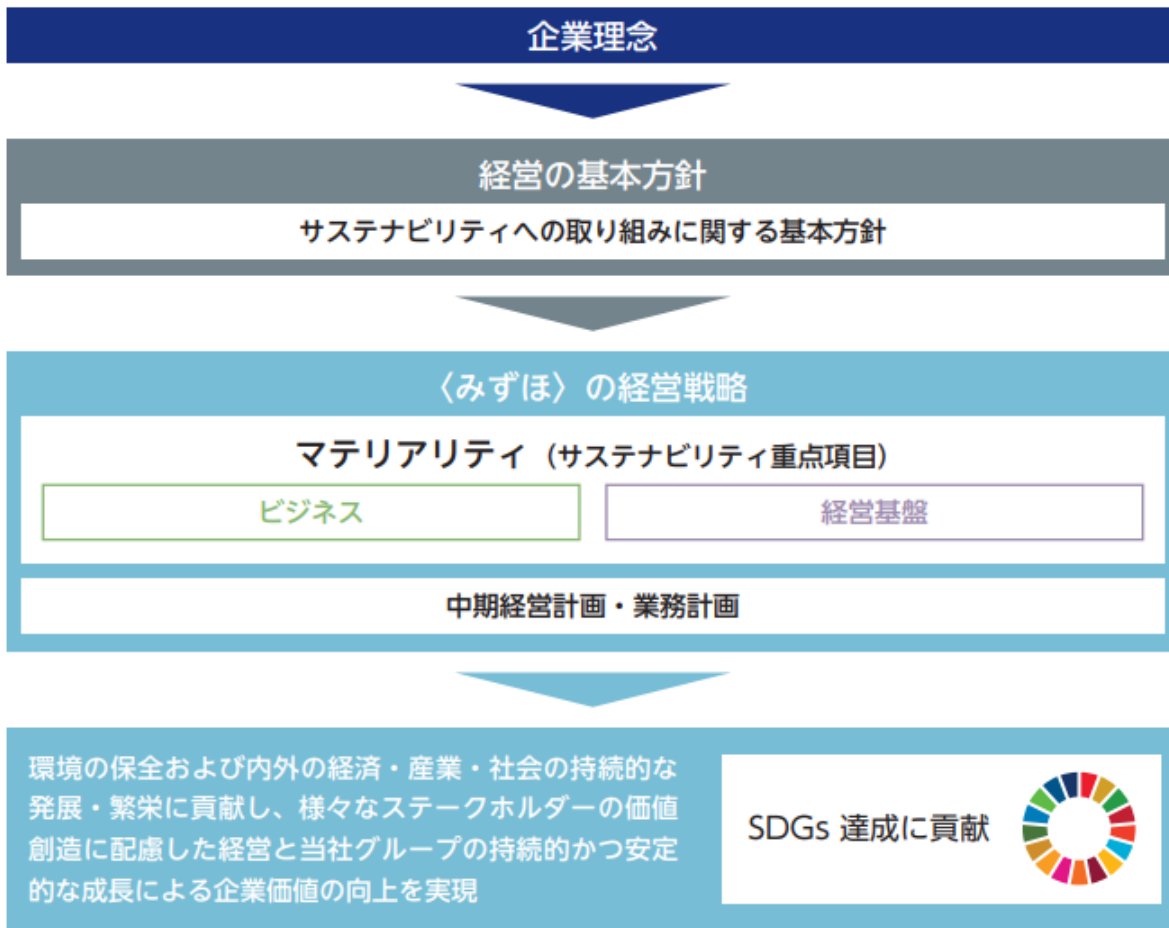 企業理念
経営の基本方針
サステナビリティへの取り組みに関する基本方針
〈みずほ〉の経営戦略
マテリアリティ（サステナビリティ重点項目）
ビジネス
経営基盤
中期経営計画・業務計画
環境の保全および内外の経済・産業・社会の持続的な
発展・繁栄に貢献し、様々なステークホルダーの価値
創造に配慮した経営と当社グループの持続的かつ安定
的な成長による企業価値の向上を実現
SDGs 達成に貢献